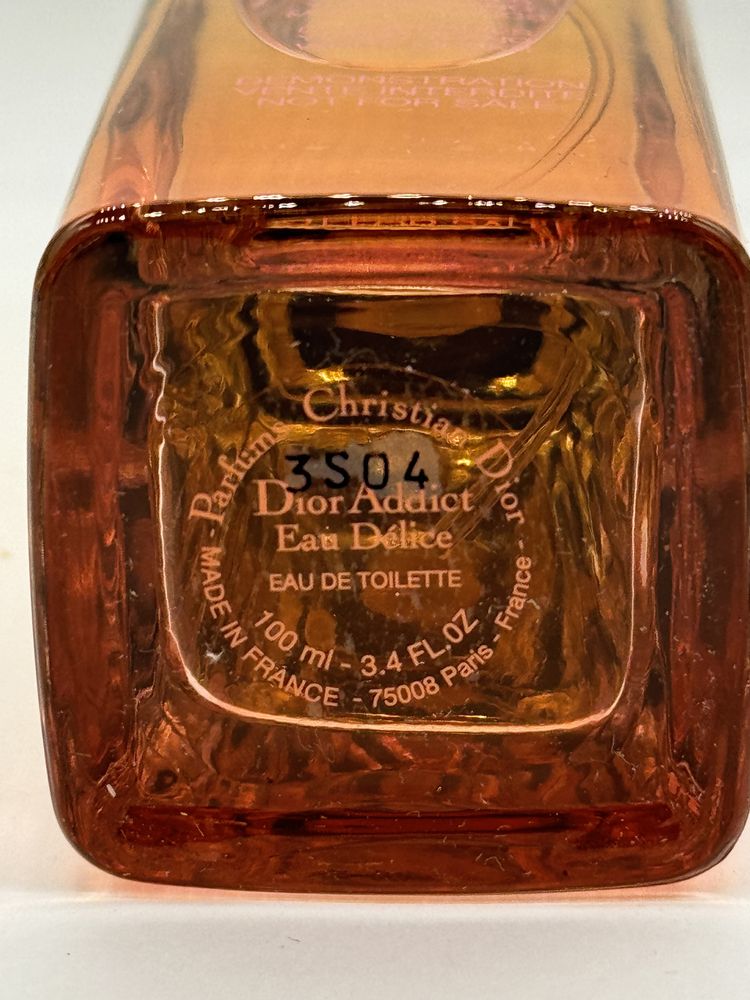 DEMONSTRATION
VENTE INTERDITE
NOT FOR SALE
Parfums Christian Dior
3S04
Dior Addict
Eau Délice
EAU DE TOILETTE
100 ml - 3.4 FL.OZ
- MADE IN FRANCE - 75008 Paris - France -